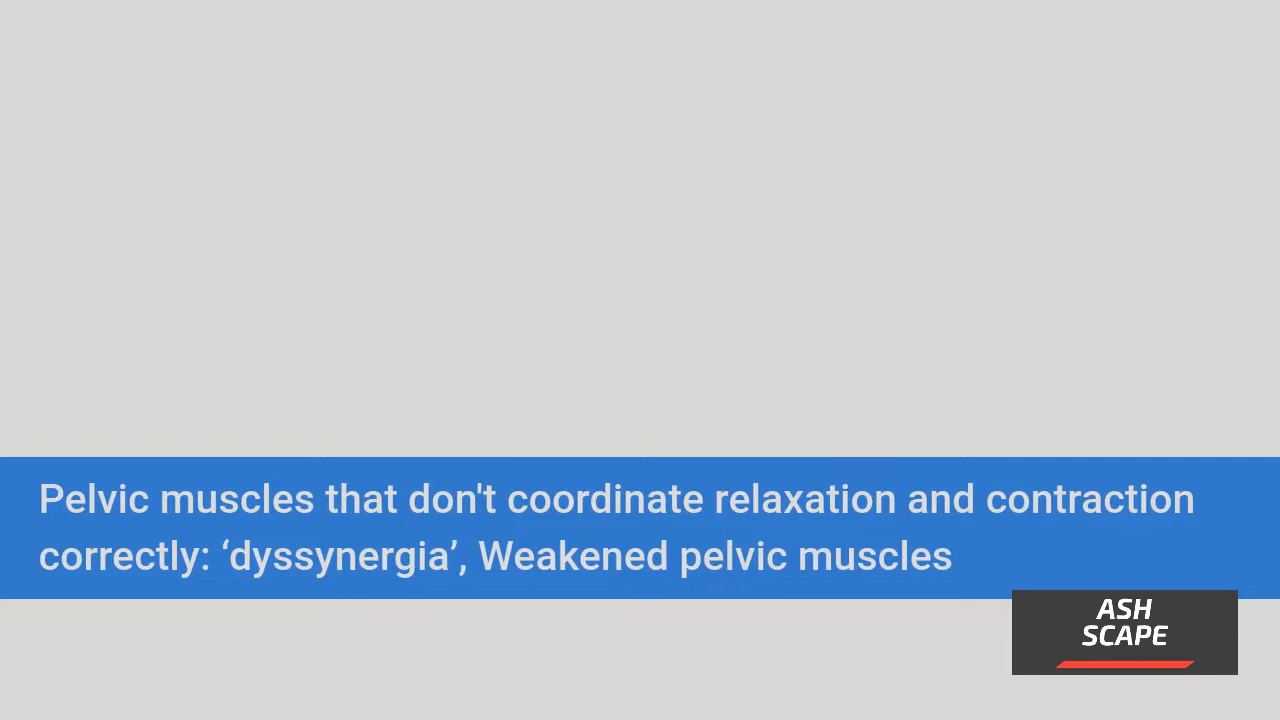 Pelvic muscles that don't coordinate relaxation and contraction
correctly: ‘dyssynergia’, Weakened pelvic muscles
ASH
SCAPE